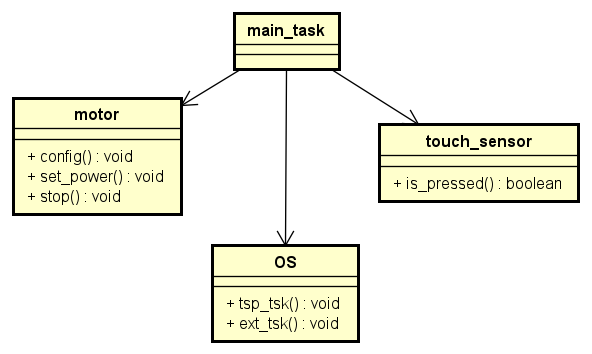 main_task
motor
+ config() : void
+ set_power() : void
+ stop() : void
touch_sensor
+ is_pressed() : boolean
OS
+ tsp_tsk() : void
+ ext_tsk() : void